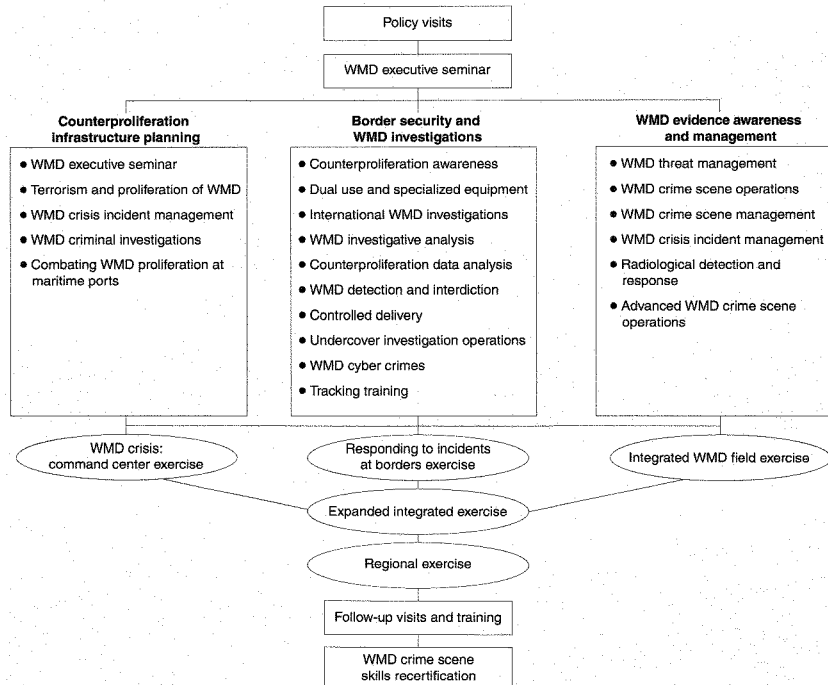 Policy visits
WMD executive seminar
Counterproliferation
infrastructure planning
● WMD executive seminar
● Terrorism and proliferation of WMD
● WMD crisis incident management
● WMD criminal investigations
● Combating WMD proliferation at
maritime ports
Border security and
WMD investigations
● Counterproliferation awareness
● Dual use and specialized equipment
● International WMD investigations
● WMD investigative analysis
● Counterproliferation data analysis
● WMD detection and interdiction
● Controlled delivery
● Undercover investigation operations
● WMD cyber crimes
● Tracking training
WMD evidence awareness
and management
● WMD threat management
● WMD crime scene operations
● WMD crime scene management
● WMD crisis incident management
● Radiological detection and
response
● Advanced WMD crime scene
operations
WMD crisis:
command center exercise
Responding to incidents
at borders exercise
Integrated WMD field exercise
Expanded integrated exercise
Regional exercise
Follow-up visits and training
WMD crime scene
skills recertification